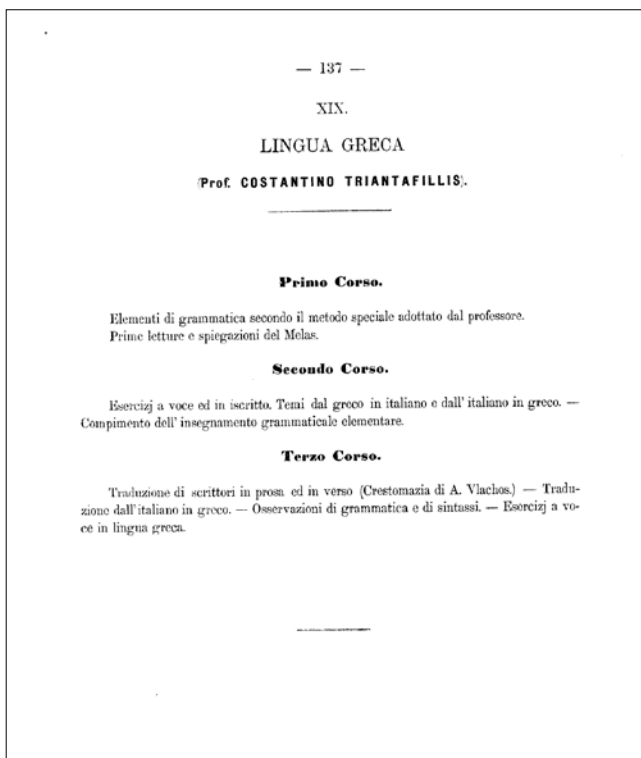 — 137 —
XIX.
LINGUA GRECA
(Prof. COSTANTINO TRIANTAFILLIS).
Primo Corso.
Elementi di grammatica secondo il metodo speciale adottato dal professore.
Prime letture e spiegazioni del Melas.
Secondo Corso.
Esercizj a voce ed in iscritto. Temi dal greco in italiano e dall' italiano in greco. —
Compimento dell' insegnamento grammaticale elementare.
Terzo Corso.
Traduzione di scrittori in prosa ed in verso (Crestomazia di A. Vlachos.) — Tradu-
zione dall'italiano in greco. — Osservazioni di grammatica e di sintassi. — Esercizj a vo-
ce in lingua greca.